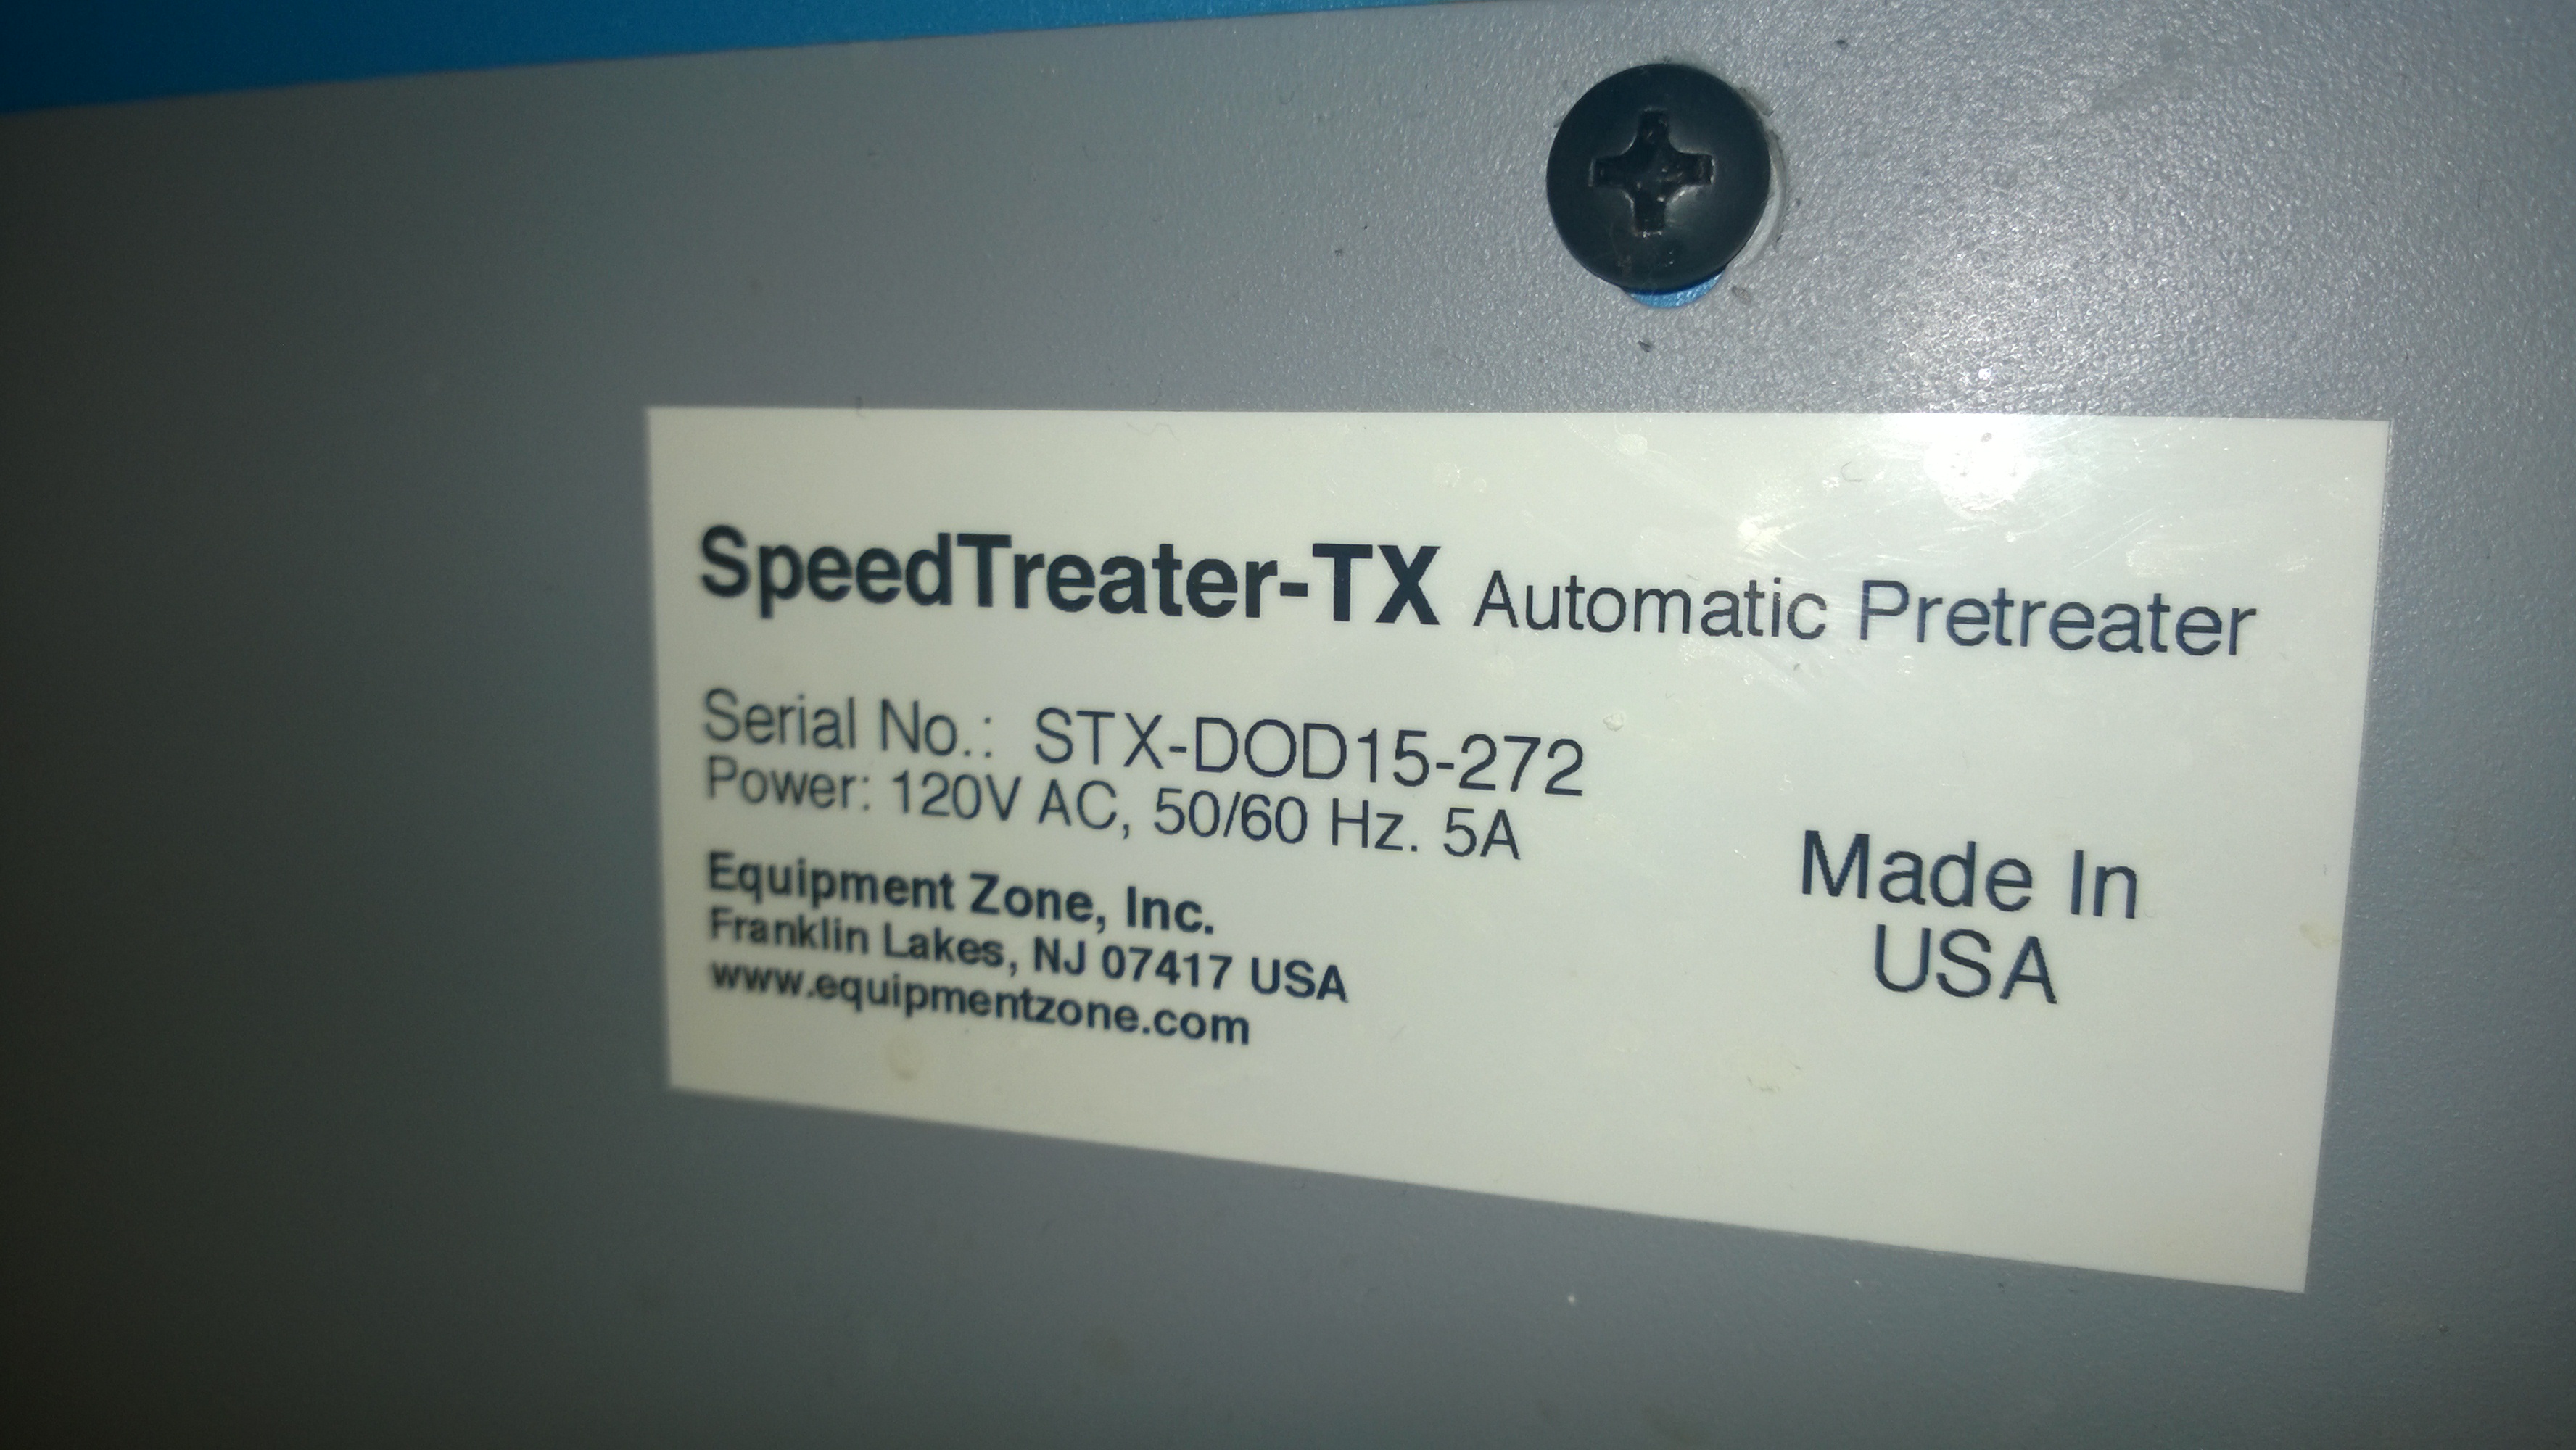 SpeedTreater-TX Automatic Pretreater
Serial No.: STX-DOD15-272
Power: 120V AC, 50/60 Hz. 5A
Equipment Zone, Inc.
Franklin Lakes, NJ 07417 USA
www.equipmentzone.com
Made In
USA